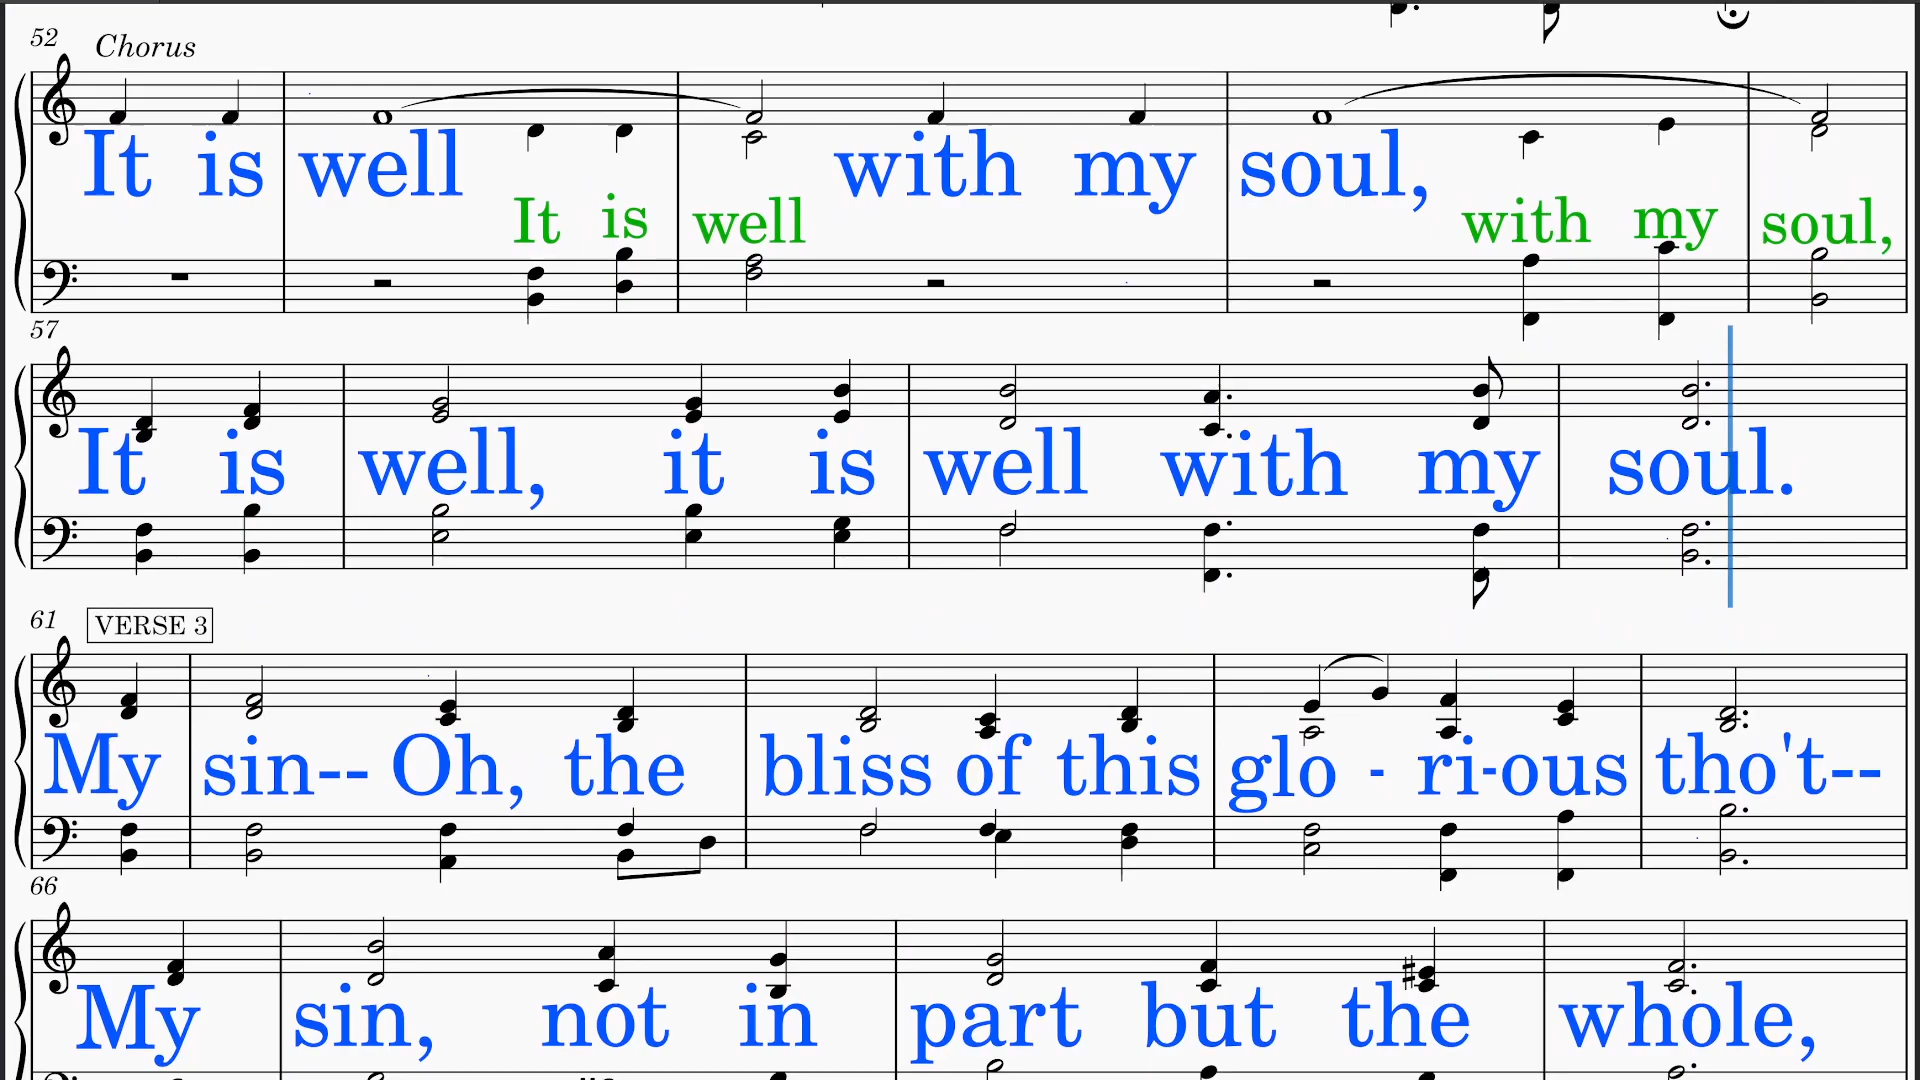 52 Chorus
It is well with my soul,
It is well with my soul,
57
It is well, it is well with my soul.
61 VERSE 3
My sin-- Oh, the bliss of this glo - ri-ous tho't--
66
My sin, not in part but the whole,